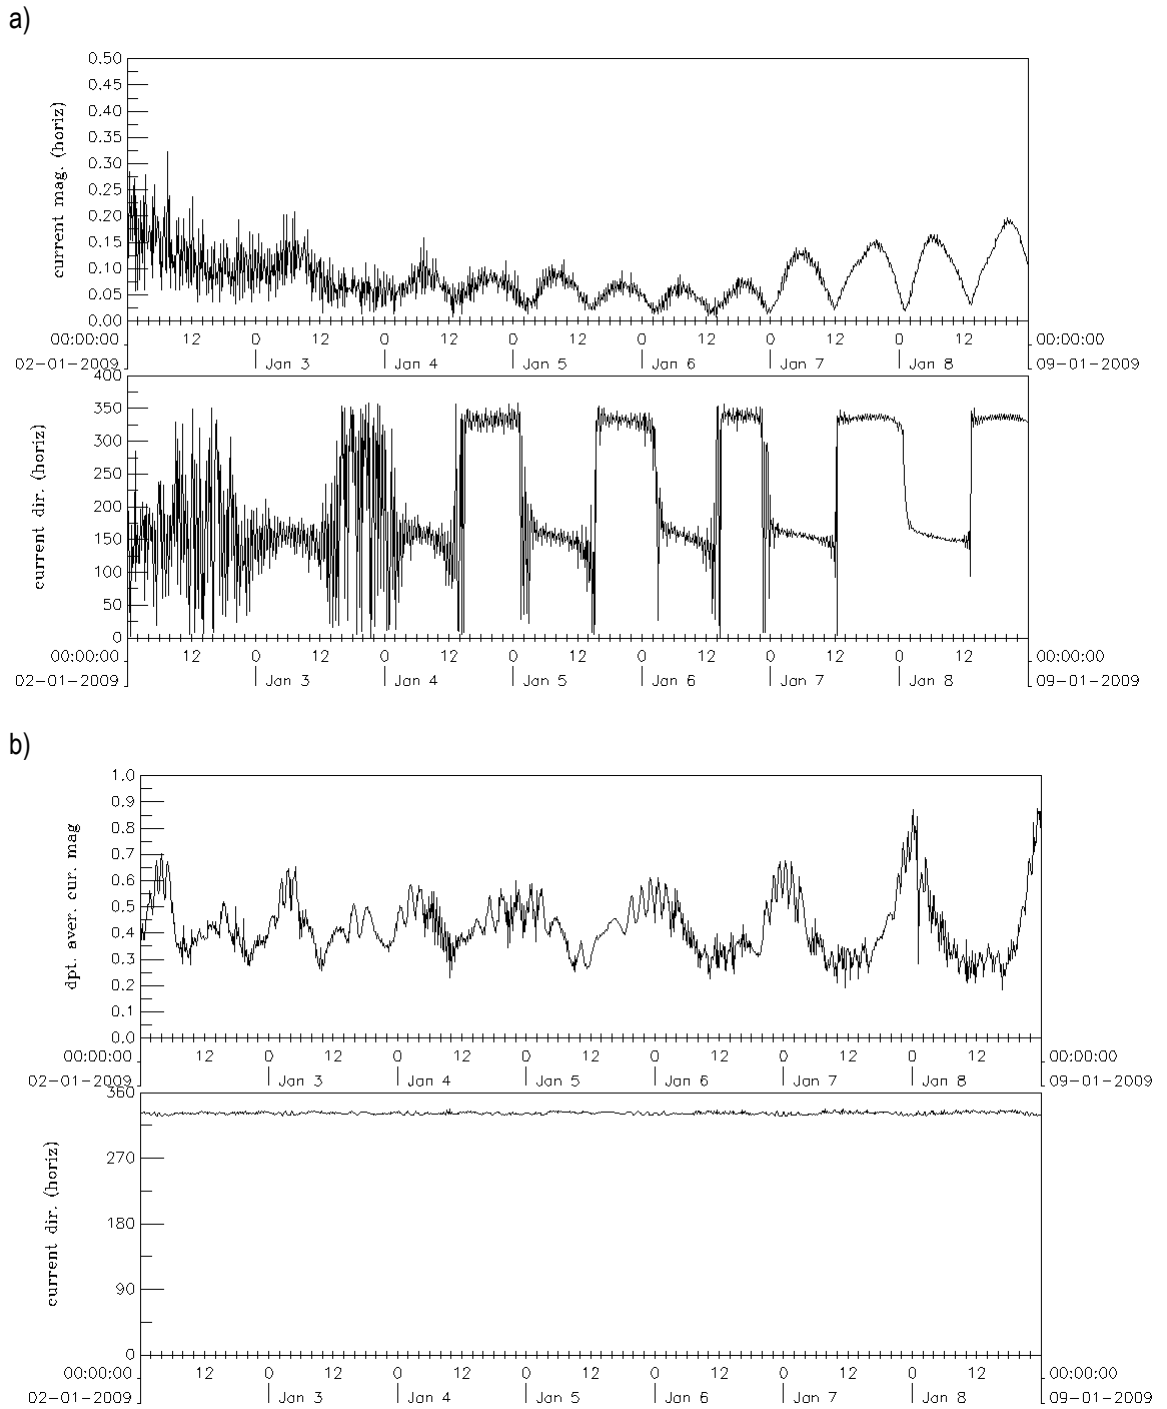 a)
0.50
0.45
0.40
0.35
0.30
0.25
0.20
0.15
0.10
0.05
0.00
current mag. (horiz)
00:00:00 12 0 12 0 12 0 12 0 12 0 12 0 12 00:00:00
02-01-2009 Jan 3 Jan 4 Jan 5 Jan 6 Jan 7 Jan 8 09-01-2009
400
350
300
250
200
150
100
50
0
current dir. (horiz)
00:00:00 12 0 12 0 12 0 12 0 12 0 12 0 12 00:00:00
02-01-2009 Jan 3 Jan 4 Jan 5 Jan 6 Jan 7 Jan 8 09-01-2009
b)
1.0
0.9
0.8
0.7
0.6
0.5
0.4
0.3
0.2
0.1
0.0
dpt. aver. cur. mag
00:00:00 12 0 12 0 12 0 12 0 12 0 12 0 12 00:00:00
02-01-2009 Jan 3 Jan 4 Jan 5 Jan 6 Jan 7 Jan 8 09-01-2009
360
270
180
90
0
current dir. (horiz)
00:00:00 12 0 12 0 12 0 12 0 12 0 12 0 12 00:00:00
02-01-2009 Jan 3 Jan 4 Jan 5 Jan 6 Jan 7 Jan 8 09-01-2009